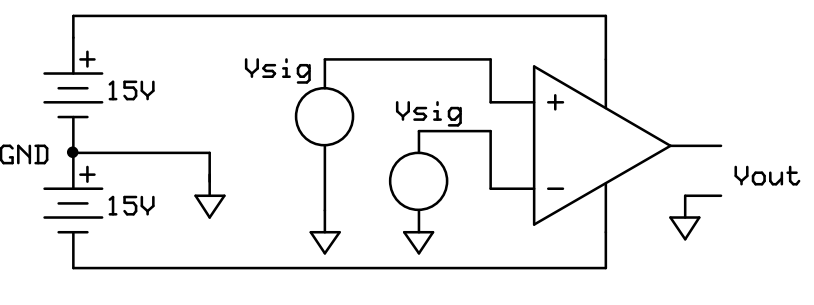 +
15V
GND
+
15V
Vsig
Vsig
+
−
Vout